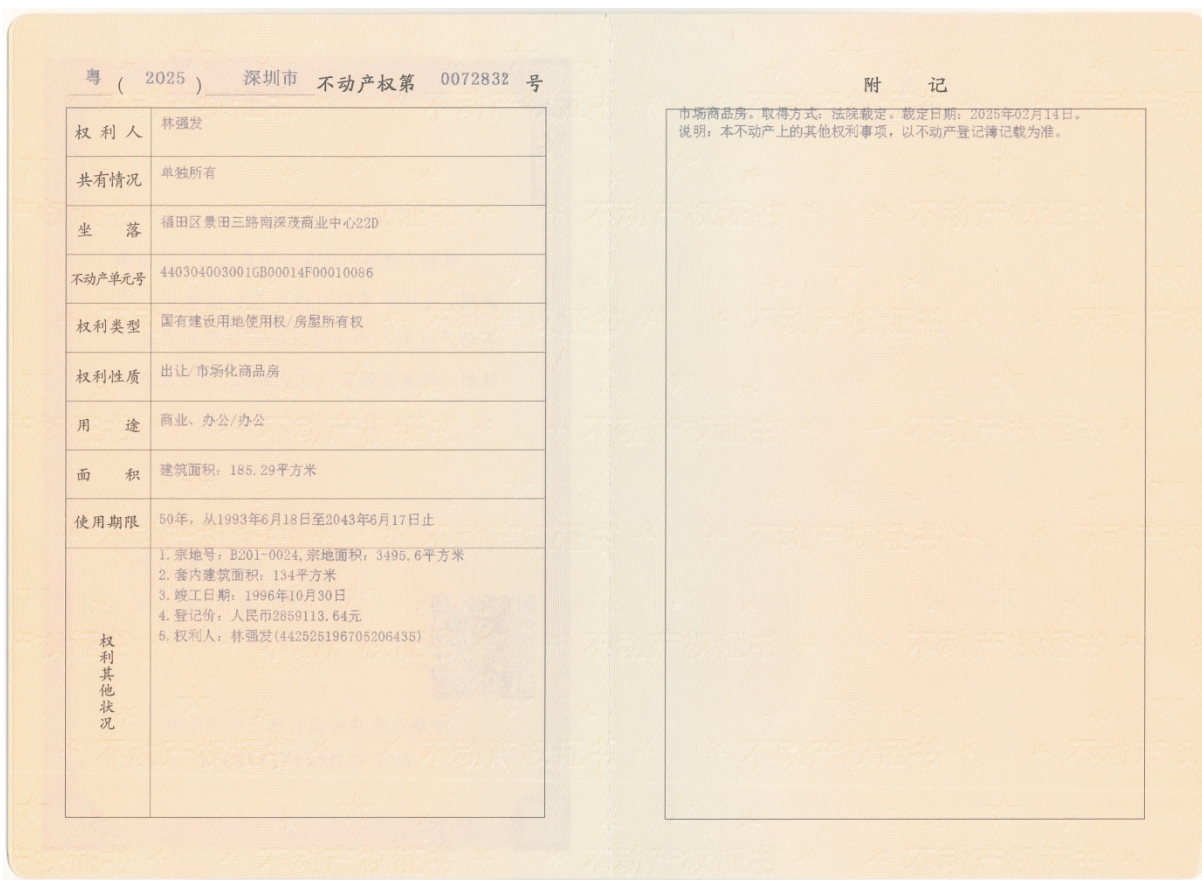 粤（2025）深圳市 不动产权第 0072832 号
权利人 林强发
共有情况 单独所有
坐落 福田区景田三路南深茂商业中心22D
不动产单元号 440304003001GB00014F00010086
权利类型 国有建设用地使用权/房屋所有权
权利性质 出让/市场化商品房
用途 商业、办公/办公
面积 建筑面积：185.29平方米
使用期限 50年，从1993年6月18日至2043年6月17日止
权利其他状况
1.宗地号：B201-0024,宗地面积：3495.6平方米
2.套内建筑面积：134平方米
3.竣工日期：1996年10月30日
4.登记价：人民币2859113.64元
5.权利人：林强发(442525196705206435)
附记
市场商品房。取得方式：法院裁定。裁定日期：2025年02月14日。
说明：本不动产上的其他权利事项，以不动产登记簿记载为准。
不动产权证书